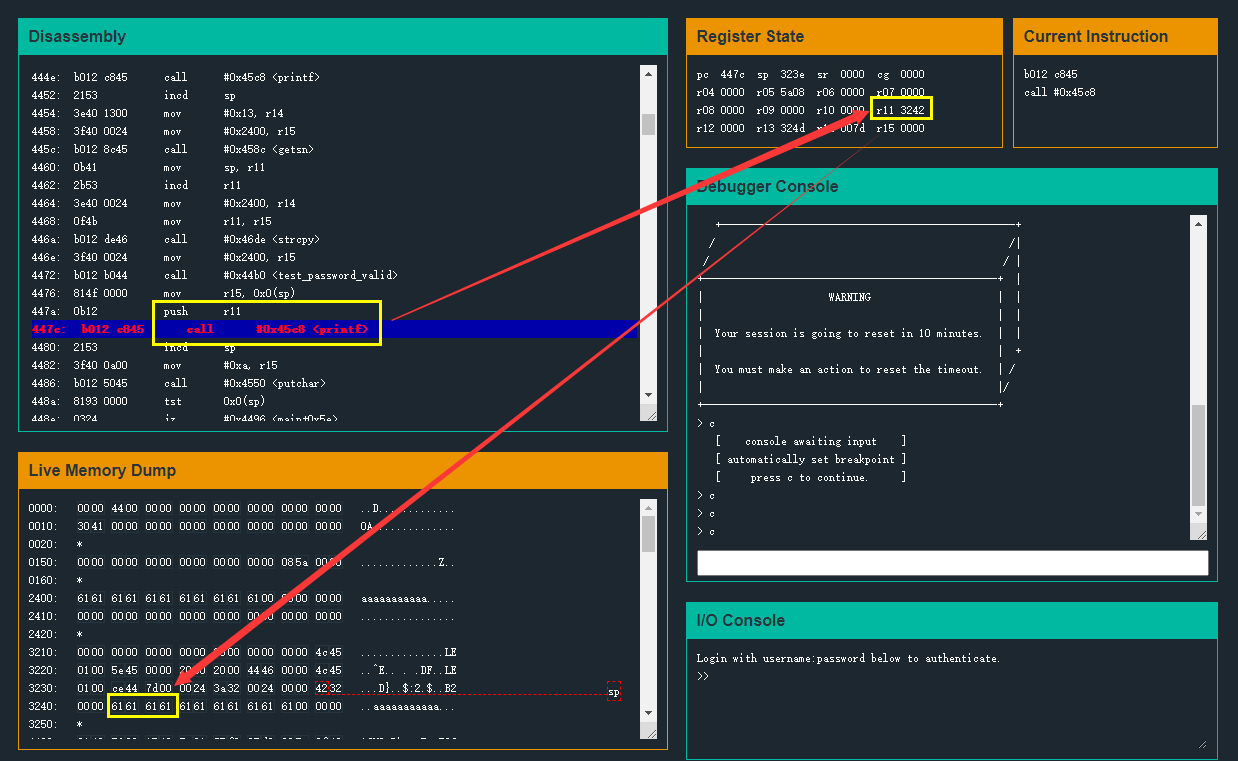 Disassembly
444e: b012 c845 call #0x45c8 <printf>
4452: 2153 incd sp
4454: 3e40 1300 mov #0x13, r14
4458: 3f40 0024 mov #0x2400, r15
445c: b012 8c45 call #0x458c <getsn>
4460: 0b41 mov sp, r11
4462: 2b53 incd r11
4464: 3e40 0024 mov #0x2400, r14
4468: 0f4b mov r11, r15
446a: b012 de46 call #0x46de <strcpy>
446e: 3f40 0024 mov #0x2400, r15
4472: b012 b044 call #0x44b0 <test_password_valid>
4476: 814f 0000 mov r15, 0x0(sp)
447a: 0b12 push r11
447c: b012 c845 call #0x45c8 <printf>
4480: 2153 incd sp
4482: 3f40 0a00 mov #0xa, r15
4486: b012 5045 call #0x4550 <putchar>
448a: 8193 0000 tst 0x0(sp)
448e: 0324 jz #0x4496 <main+0x5e>
Register State
pc 447c sp 323e sr 0000 cg 0000
r04 0000 r05 5a08 r06 0000 r07 0000
r08 0000 r09 0000 r10 0000 r11 3242
r12 0000 r13 324d 007d r15 0000
Current Instruction
b012 c845
call #0x45c8
Debugger Console
WARNING
Your session is going to reset in 10 minutes.
You must make an action to reset the timeout.
> c
[ console awaiting input ]
[ automatically set breakpoint ]
[ press c to continue. ]
> c
> c
> c
Live Memory Dump
0000: 0000 4400 0000 0000 0000 0000 0000 0000 ..D.............
0010: 3041 0000 0000 0000 0000 0000 0000 0000 0A..............
0020: *
0150: 0000 0000 0000 0000 0000 0000 085a 0000 .............Z..
0160: *
2400: 6161 6161 6161 6161 6161 6100 0000 0000 aaaaaaaaaaa.....
2410: 0000 0000 0000 0000 0000 0000 0000 0000 ................
2420: *
3210: 0000 0000 0000 0000 0000 0000 0000 4c45 ..............LE
3220: 0100 5e45 0000 2000 2000 4446 0000 4c45 ..^E.. . .DF..LE
3230: 0100 ce44 7d00 0024 3a32 0024 0000 4232 ...D}..$:2.$..B2
sp
3240: 0000 6161 6161 6161 6161 6161 6100 0000 ..aaaaaaaaaaa...
3250: *
I/O Console
Login with username:password below to authenticate.
>>